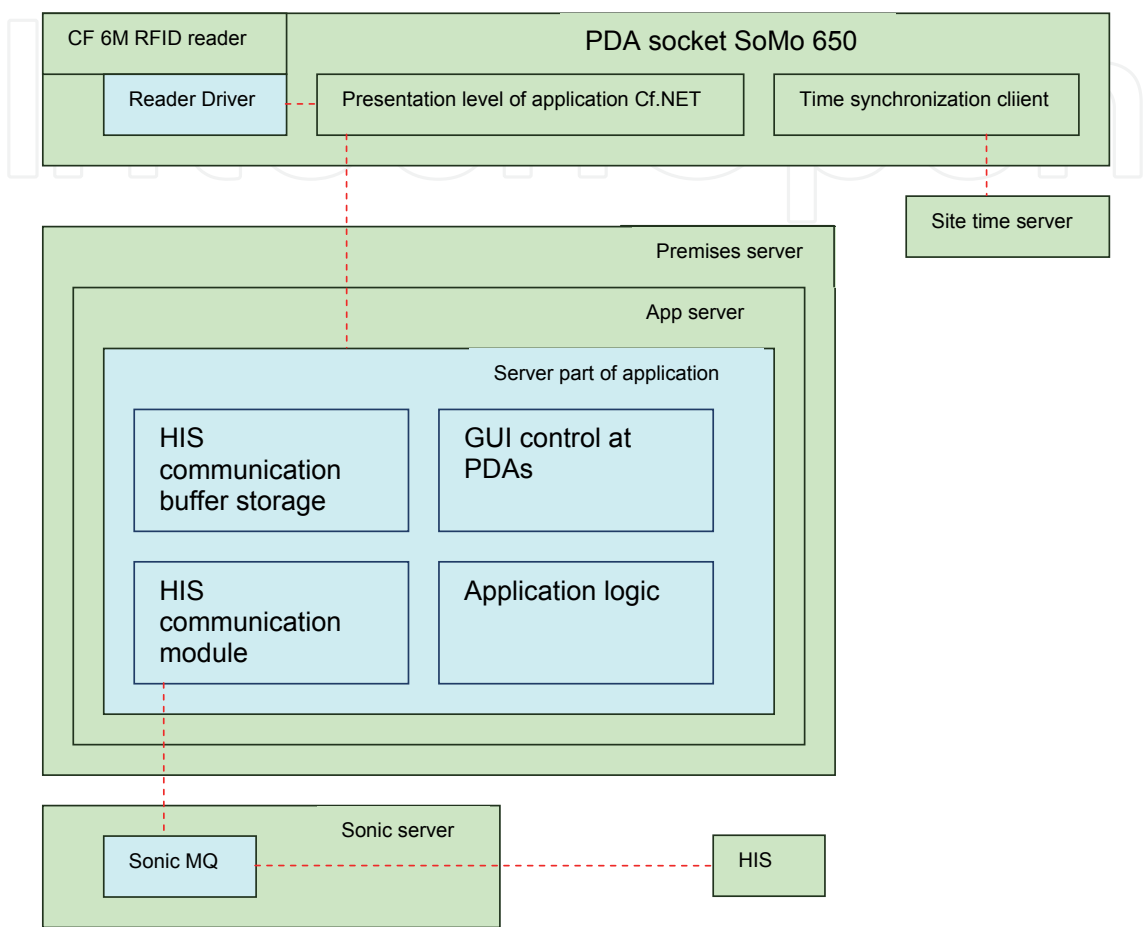 CF 6M RFID reader
PDA socket SoMo 650
Reader Driver
Presentation level of application Cf.NET
Time synchronization cliient
Site time server
Premises server
App server
Server part of application
HIS
communication
buffer storage
GUI control at
PDAs
HIS
communication
module
Application logic
Sonic server
Sonic MQ
HIS